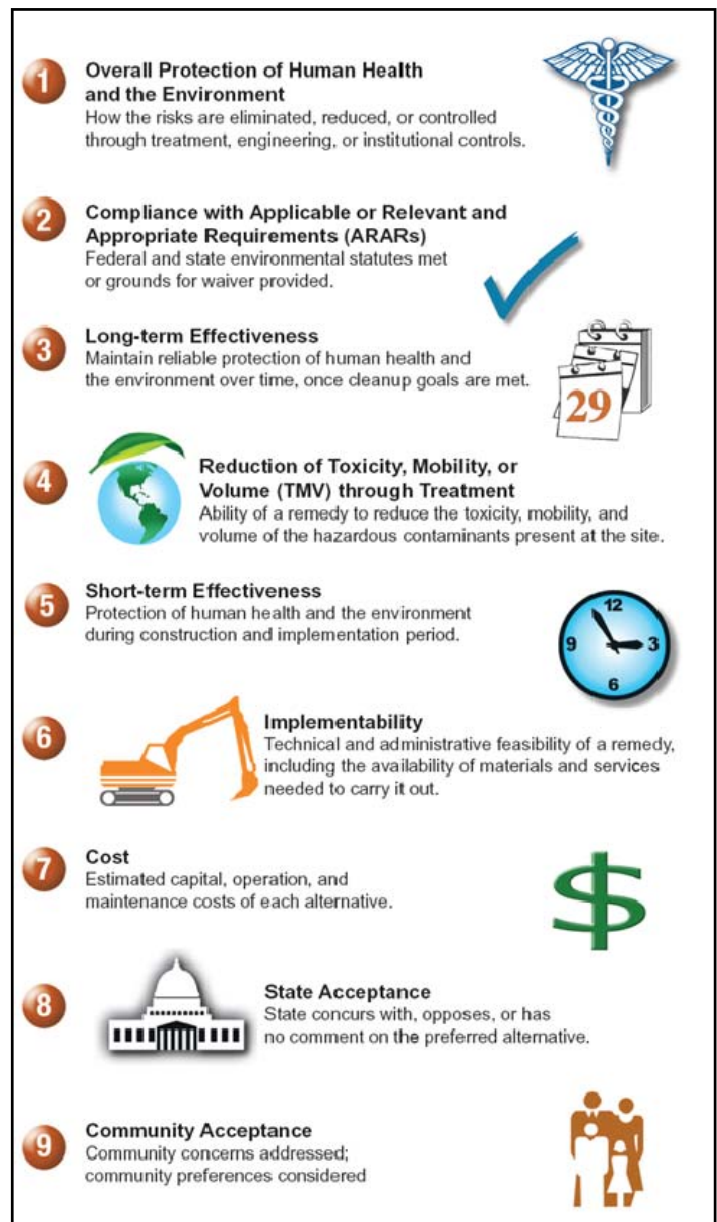 1
Overall Protection of Human Health
and the Environment
How the risks are eliminated, reduced, or controlled
through treatment, engineering, or institutional controls.
2
Compliance with Applicable or Relevant and
Appropriate Requirements (ARARs)
Federal and state environmental statutes met
or grounds for waiver provided.
3
Long-term Effectiveness
Maintain reliable protection of human health and
the environment over time, once cleanup goals are met.
29
4
Reduction of Toxicity, Mobility, or
Volume (TMV) through Treatment
Ability of a remedy to reduce the toxicity, mobility, and
volume of the hazardous contaminants present at the site.
5
Short-term Effectiveness
Protection of human health and the environment
during construction and implementation period.
12
9 3
6
6
Implementability
Technical and administrative feasibility of a remedy,
including the availability of materials and services
needed to carry it out.
7
Cost
Estimated capital, operation, and
maintenance costs of each alternative.
$
8
State Acceptance
State concurs with, opposes, or has
no comment on the preferred alternative.
9
Community Acceptance
Community concerns addressed;
community preferences considered